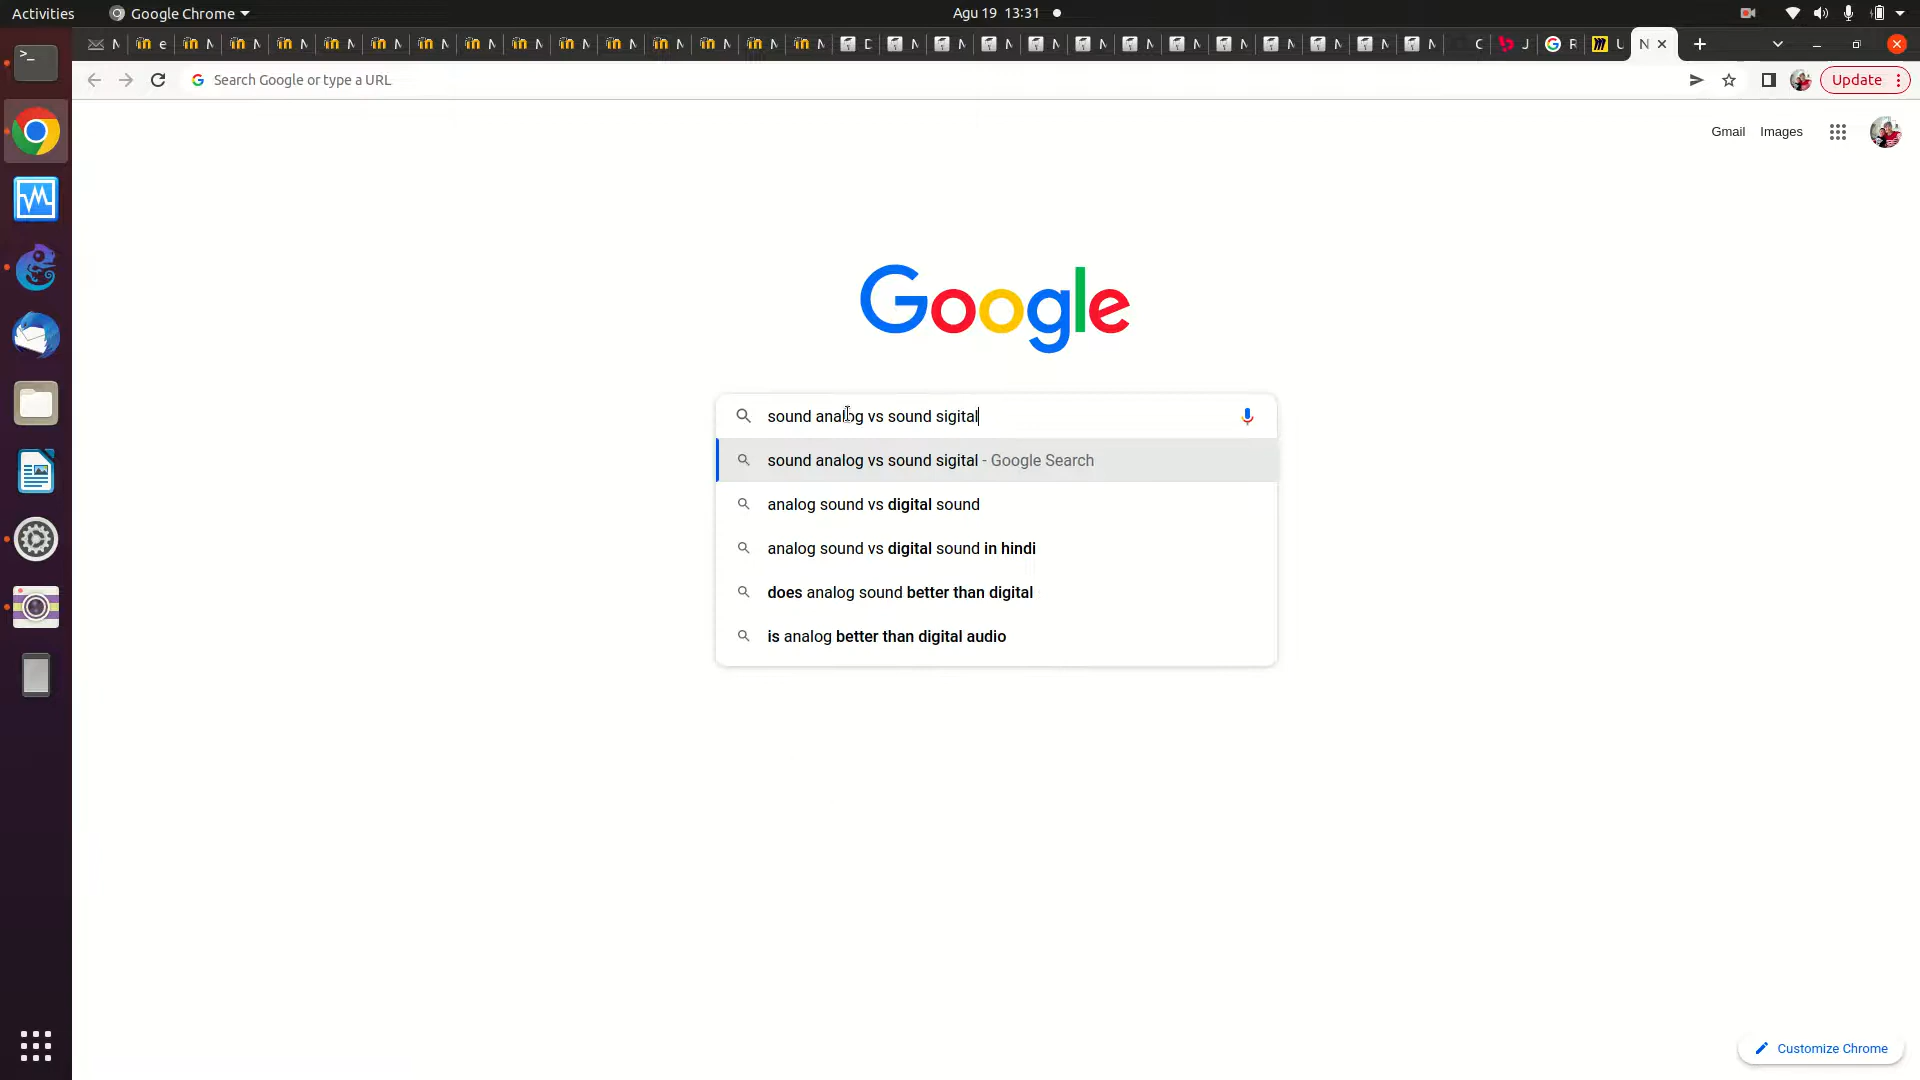 Activities
Google Chrome
Agu 19 13:31
Search Google or type a URL
Update
Gmail
Images
Google
sound analog vs sound sigital
sound analog vs sound sigital - Google Search
analog sound vs digital sound
analog sound vs digital sound in hindi
does analog sound better than digital
is analog better than digital audio
Customize Chrome